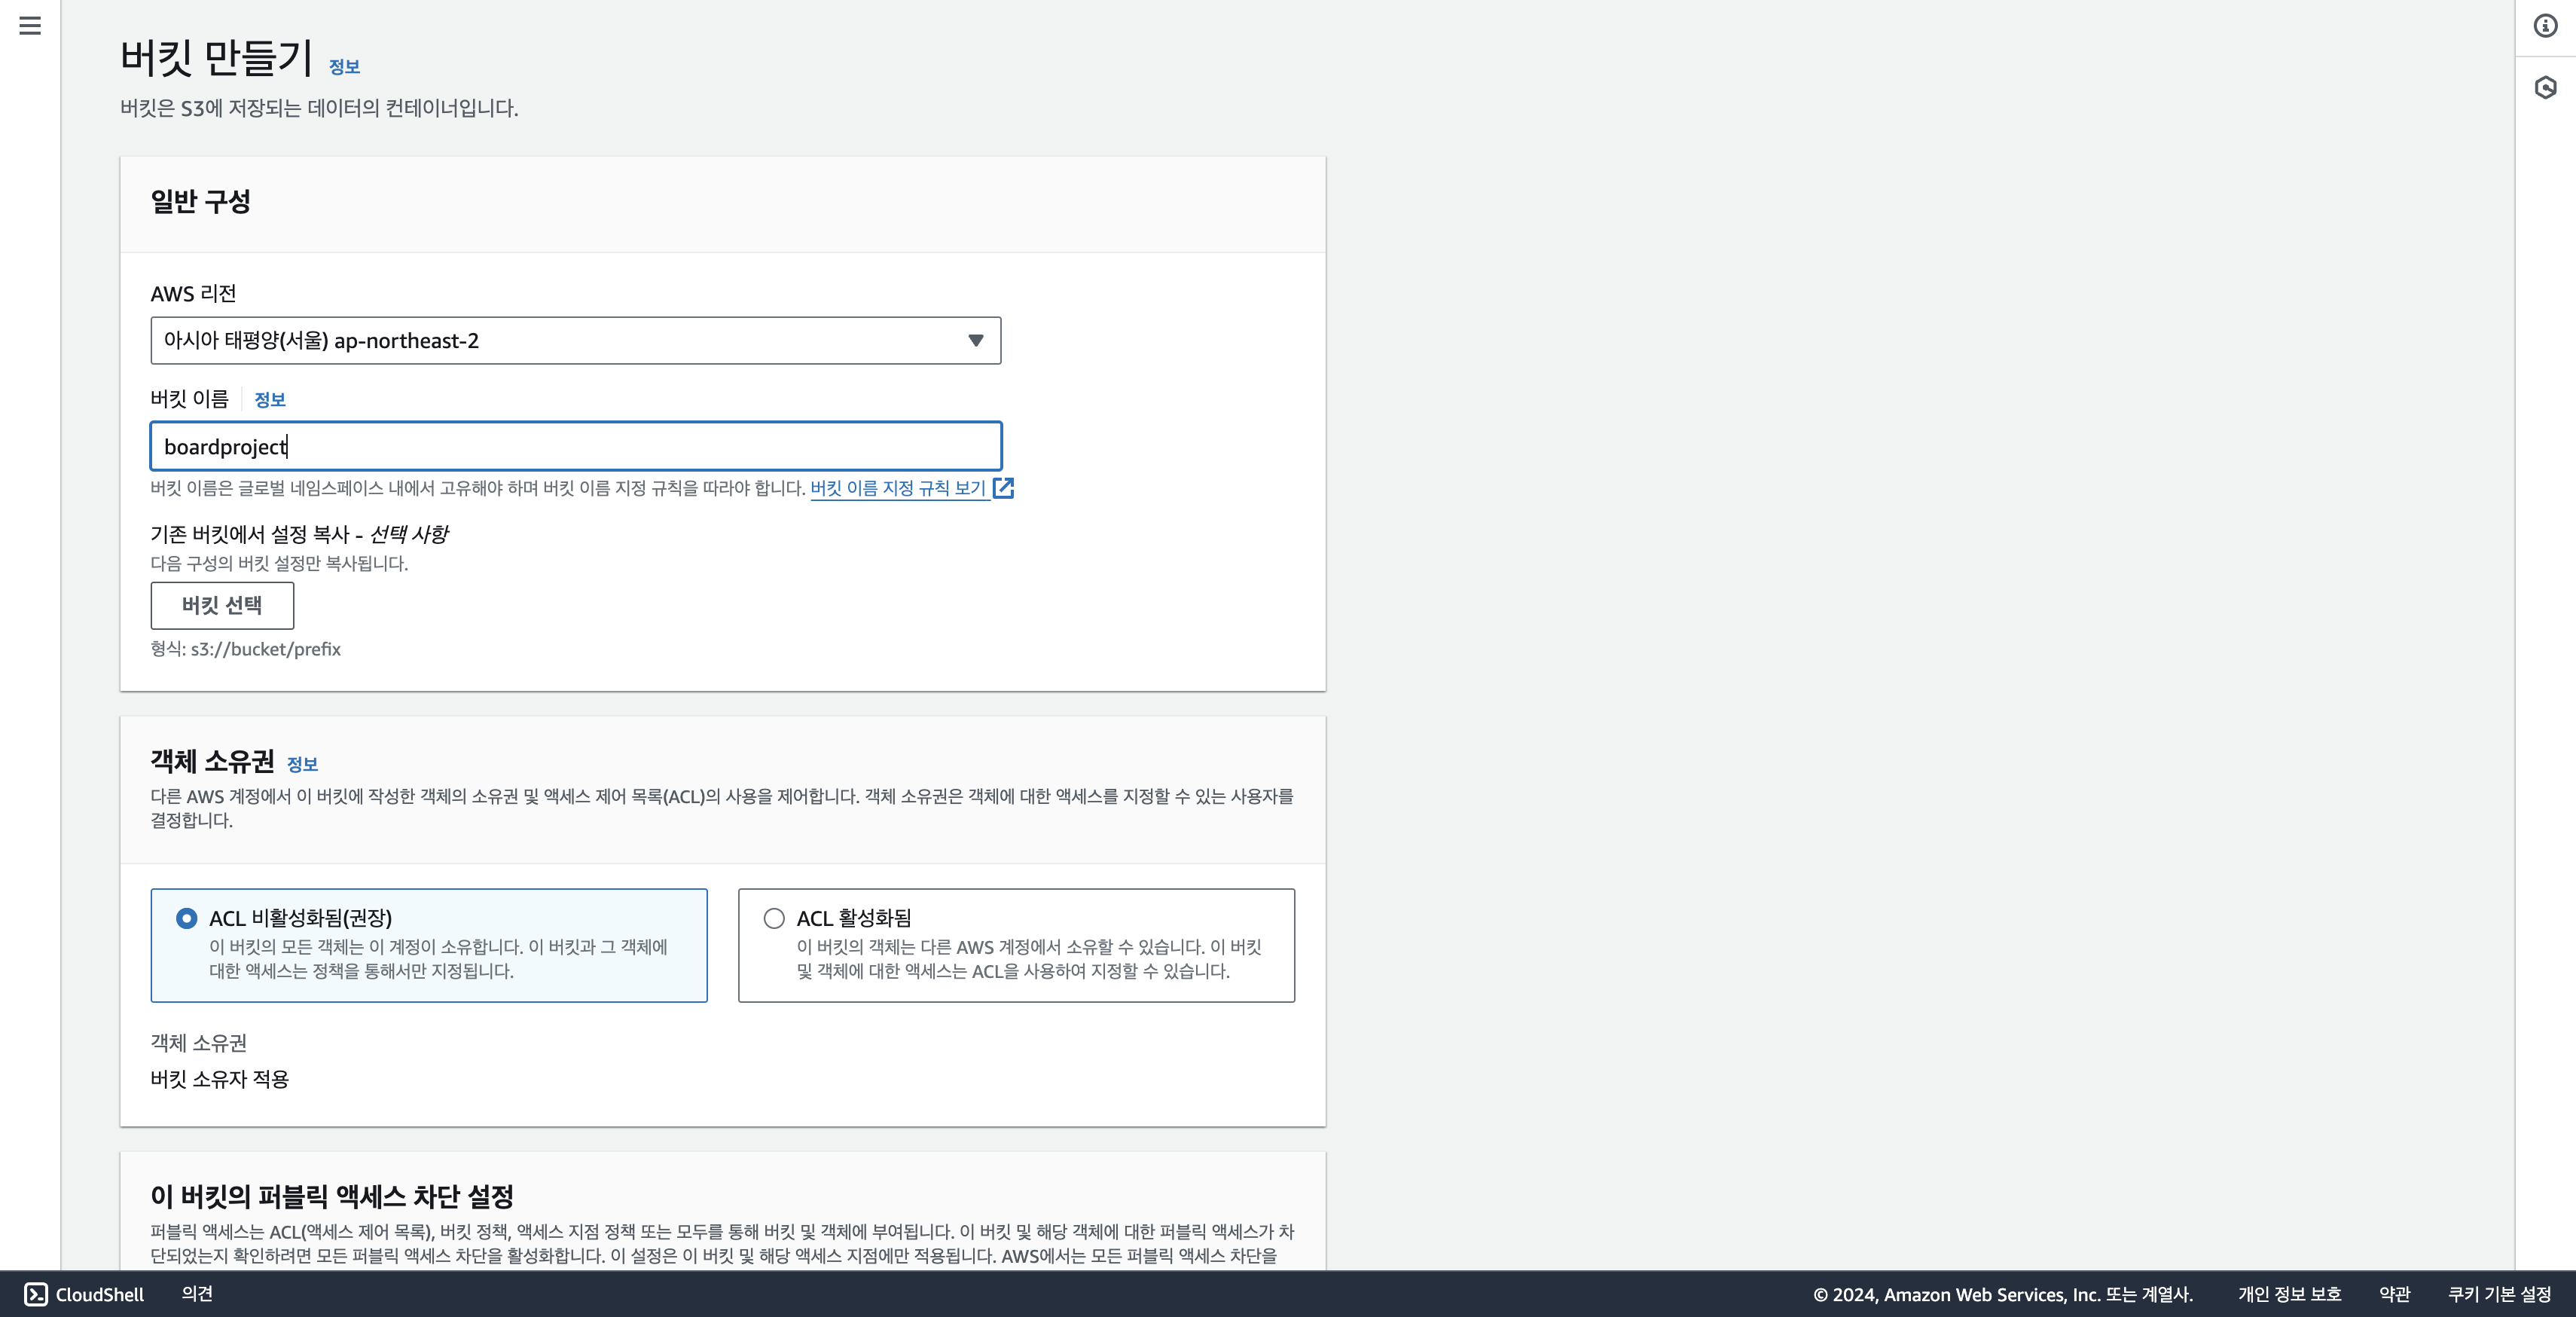 버킷 만들기 정보
버킷은 S3에 저장되는 데이터의 컨테이너입니다.
일반 구성
AWS 리전
아시아 태평양(서울) ap-northeast-2
버킷 이름 정보
boardproject
버킷 이름은 글로벌 네임스페이스 내에서 고유해야 하며 버킷 이름 지정 규칙을 따라야 합니다. 버킷 이름 지정 규칙 보기
기존 버킷에서 설정 복사 - 선택 사항
다음 구성의 버킷 설정만 복사됩니다.
버킷 선택
형식: s3://bucket/prefix
객체 소유권 정보
다른 AWS 계정에서 이 버킷에 작성한 객체의 소유권 및 액세스 제어 목록(ACL)의 사용을 제어합니다. 객체 소유권은 객체에 대한 액세스를 지정할 수 있는 사용자를
결정합니다.
ACL 비활성화됨(권장)
이 버킷의 모든 객체는 이 계정이 소유합니다. 이 버킷과 그 객체에
대한 액세스는 정책을 통해서만 지정됩니다.
ACL 활성화됨
이 버킷의 객체는 다른 AWS 계정에서 소유할 수 있습니다. 이 버킷
및 객체에 대한 액세스는 ACL을 사용하여 지정할 수 있습니다.
객체 소유권
버킷 소유자 적용
이 버킷의 퍼블릭 액세스 차단 설정
퍼블릭 액세스는 ACL(액세스 제어 목록), 버킷 정책, 액세스 지점 정책 또는 모두를 통해 버킷 및 객체에 부여됩니다. 이 버킷 및 해당 객체에 대한 퍼블릭 액세스가 차
단되었는지 확인하려면 모든 퍼블릭 액세스 차단을 활성화합니다. 이 설정은 이 버킷 및 해당 액세스 지점에만 적용됩니다. AWS에서는 모든 퍼블릭 액세스 차단을
CloudShell 의견 © 2024, Amazon Web Services, Inc. 또는 계열사. 개인 정보 보호 약관 쿠키 기본 설정